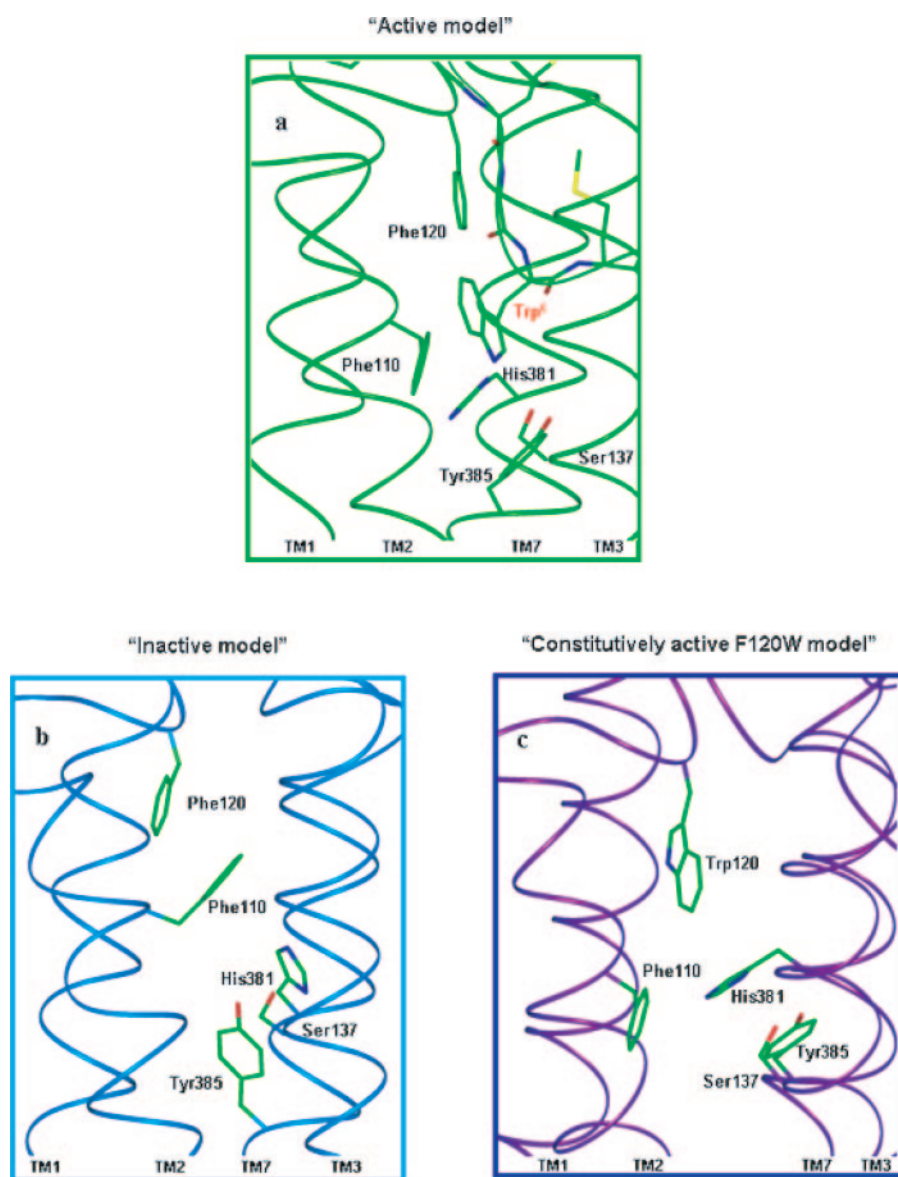 “Active model”
a
Phe120
Trp⁸
Phe110
His381
Tyr385
Ser137
TM1 TM2 TM7 TM3
“Inactive model”
b
Phe120
Phe110
His381
Ser137
Tyr385
TM1 TM2 TM7 TM3
“Constitutively active F120W model”
c
Trp120
Phe110
His381
Tyr385
Ser137
TM1 TM2 TM7 TM3